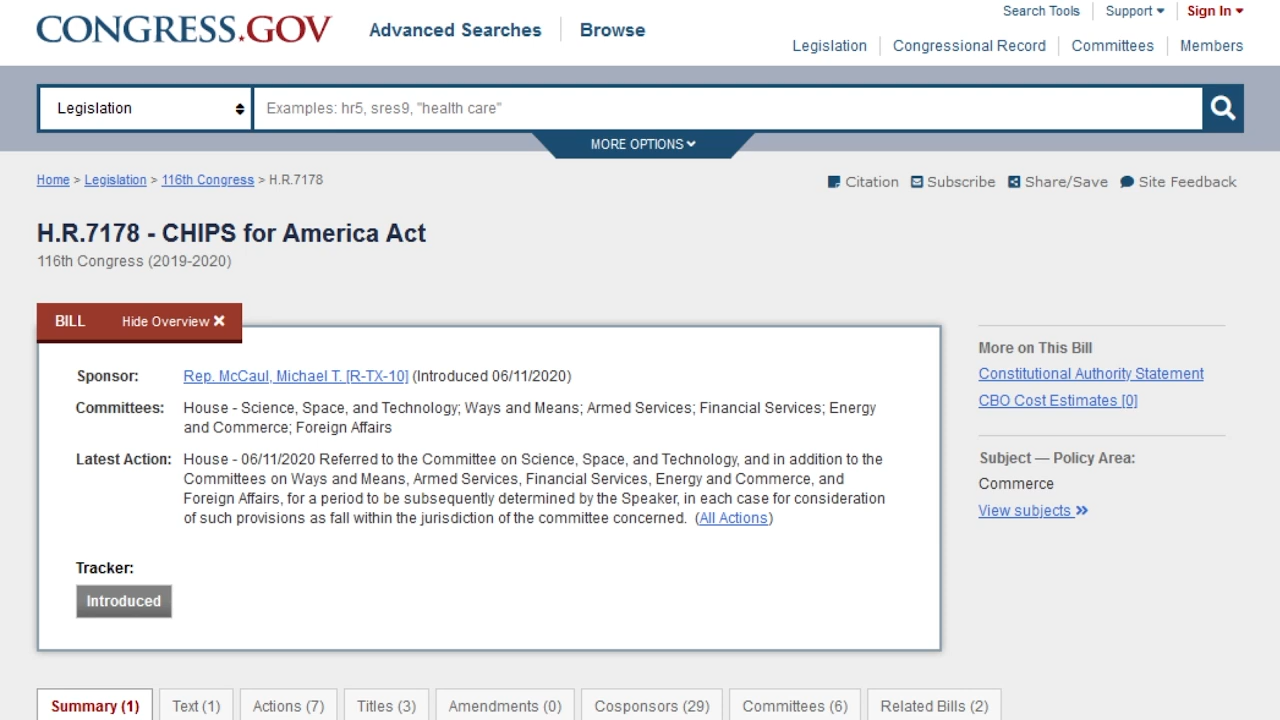 CONGRESS.GOV
Advanced Searches
Browse
Search Tools
Support
Sign In
Legislation
Congressional Record
Committees
Members
Legislation
Examples: hr5, sres9, "health care"
MORE OPTIONS
Home > Legislation > 116th Congress > H.R.7178
Citation
Subscribe
Share/Save
Site Feedback
H.R.7178 - CHIPS for America Act
116th Congress (2019-2020)
BILL
Hide Overview
Sponsor: Rep. McCaul, Michael T. [R-TX-10] (Introduced 06/11/2020)
Committees: House - Science, Space, and Technology; Ways and Means; Armed Services; Financial Services; Energy
and Commerce; Foreign Affairs
Latest Action: House - 06/11/2020 Referred to the Committee on Science, Space, and Technology, and in addition to the
Committees on Ways and Means, Armed Services, Financial Services, Energy and Commerce, and
Foreign Affairs, for a period to be subsequently determined by the Speaker, in each case for consideration
of such provisions as fall within the jurisdiction of the committee concerned. (All Actions)
Tracker:
Introduced
More on This Bill
Constitutional Authority Statement
CBO Cost Estimates [0]
Subject — Policy Area:
Commerce
View subjects
Summary (1)
Text (1)
Actions (7)
Titles (3)
Amendments (0)
Cosponsors (29)
Committees (6)
Related Bills (2)